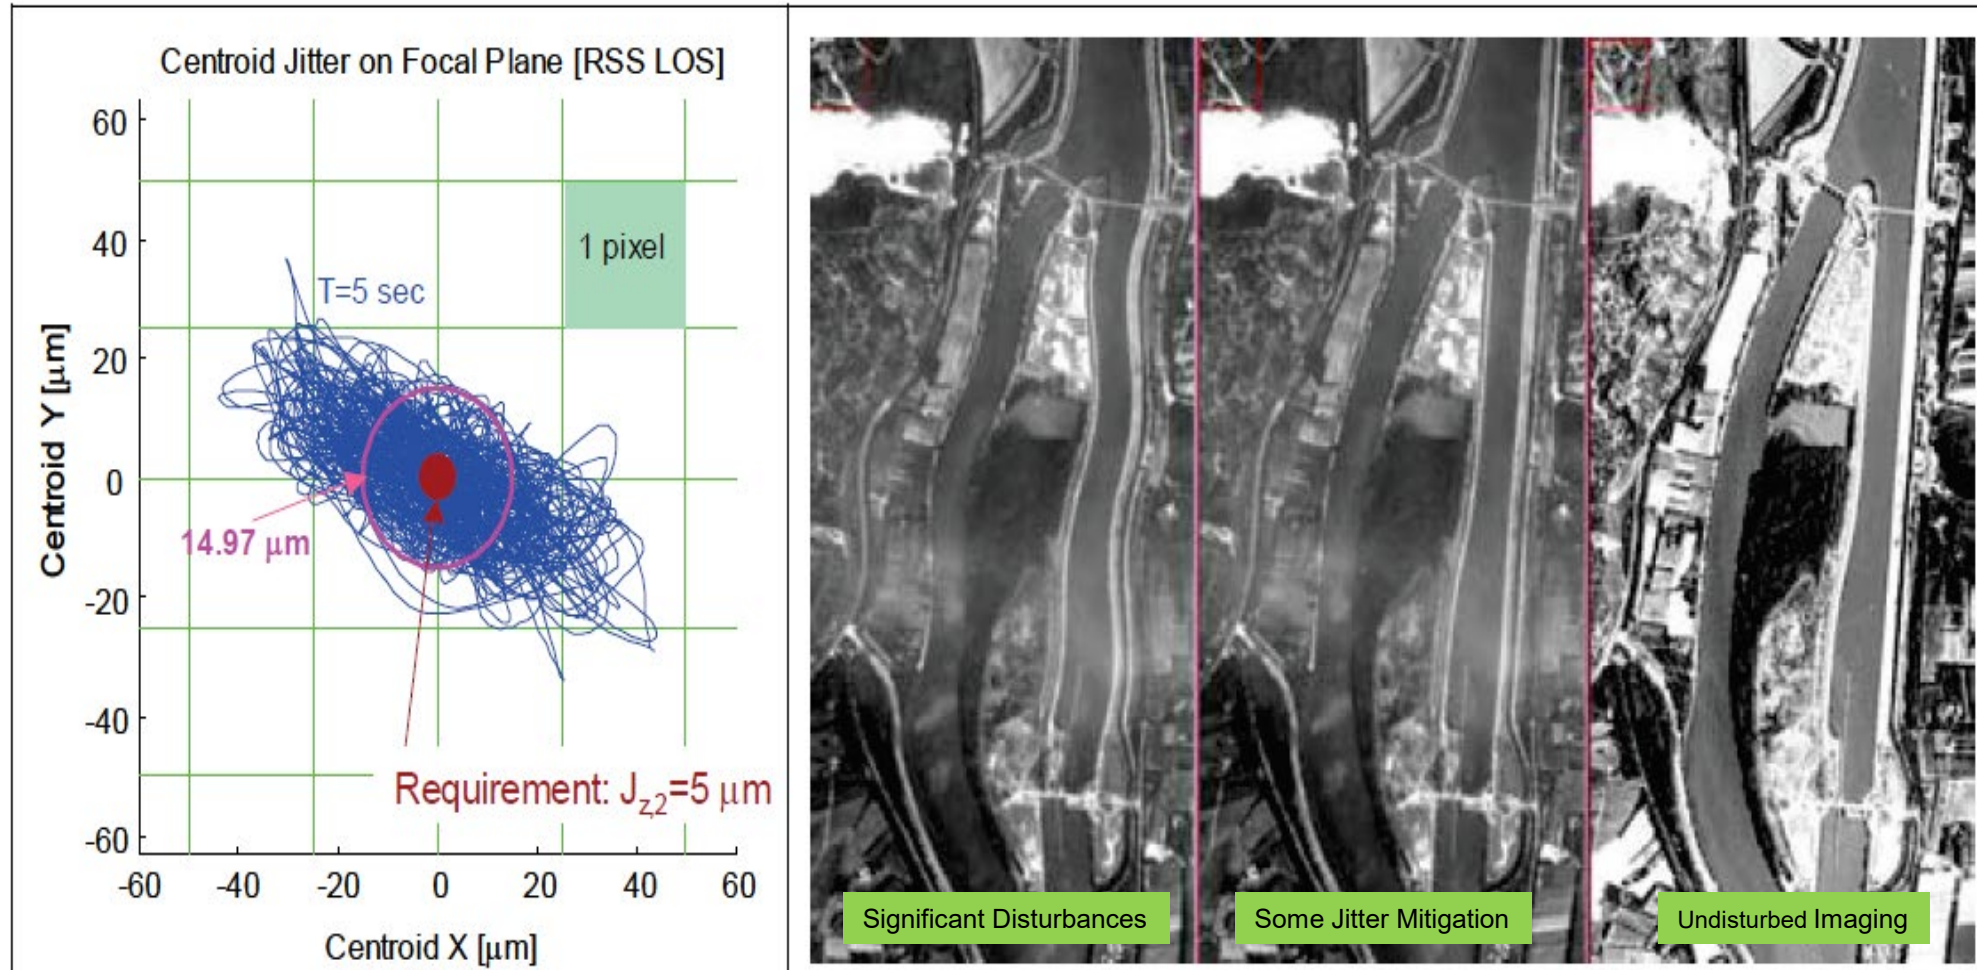 Centroid Jitter on Focal Plane [RSS LOS]
60
40
20
0
-20
-40
-60
Centroid Y [μm]
1 pixel
T=5 sec
14.97 μm
Requirement: Jz,2=5 μm
-60 -40 -20 0 20 40 60
Centroid X [μm]
Significant Disturbances
Some Jitter Mitigation
Undisturbed Imaging